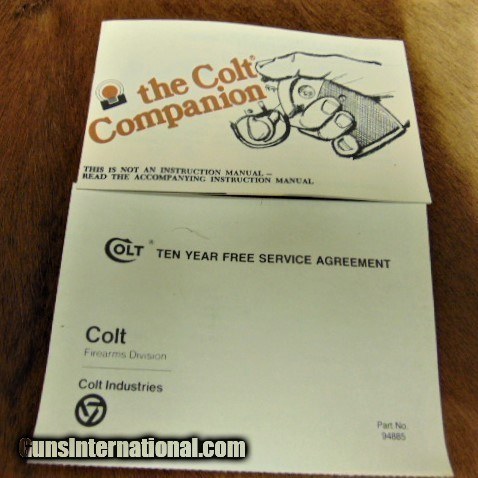 the Colt®
Companion
THIS IS NOT AN INSTRUCTION MANUAL –
READ THE ACCOMPANYING INSTRUCTION MANUAL
COLT® TEN YEAR FREE SERVICE AGREEMENT
Colt
Firearms Division
Colt Industries
Part No.
94885
GunsInternational.com